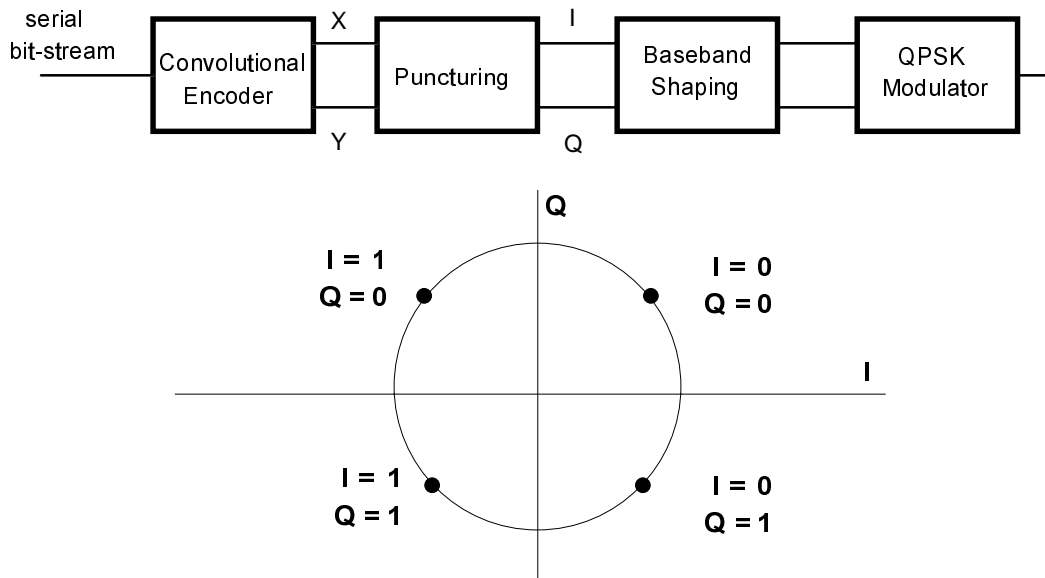 serial
bit-stream
Convolutional
Encoder
X
Y
Puncturing
I
Q
Baseband
Shaping
QPSK
Modulator
Q
I = 1
Q = 0
I = 0
Q = 0
I
I = 1
Q = 1
I = 0
Q = 1